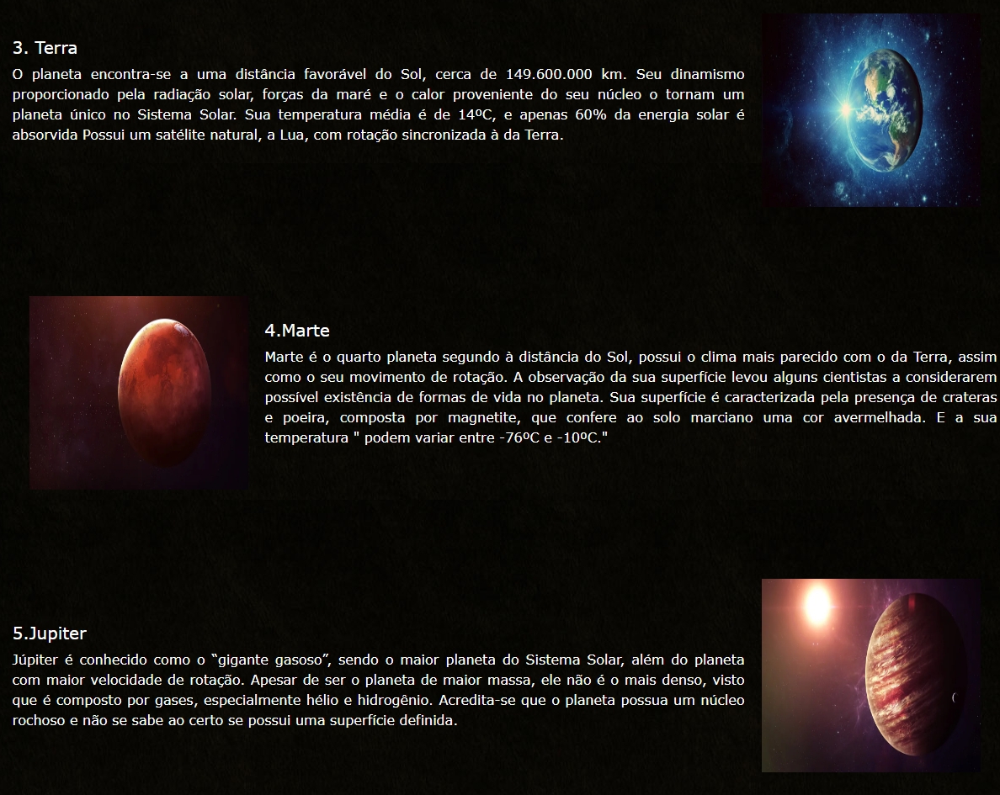 3. Terra
O planeta encontra-se a uma distância favorável do Sol, cerca de 149.600.000 km. Seu dinamismo
proporcionado pela radiação solar, forças da maré e o calor proveniente do seu núcleo o tornam um
planeta único no Sistema Solar. Sua temperatura média é de 14ºC, e apenas 60% da energia solar é
absorvida Possui um satélite natural, a Lua, com rotação sincronizada à da Terra.
4.Marte
Marte é o quarto planeta segundo à distância do Sol, possui o clima mais parecido com o da Terra, assim
como o seu movimento de rotação. A observação da sua superfície levou alguns cientistas a considerarem
possível existência de formas de vida no planeta. Sua superfície é caracterizada pela presença de crateras
e poeira, composta por magnetite, que confere ao solo marciano uma cor avermelhada. E a sua
temperatura " podem variar entre -76ºC e -10ºC."
5.Jupiter
Júpiter é conhecido como o “gigante gasoso”, sendo o maior planeta do Sistema Solar, além do planeta
com maior velocidade de rotação. Apesar de ser o planeta de maior massa, ele não é o mais denso, visto
que é composto por gases, especialmente hélio e hidrogênio. Acredita-se que o planeta possua um núcleo
rochoso e não se sabe ao certo se possui uma superfície definida.